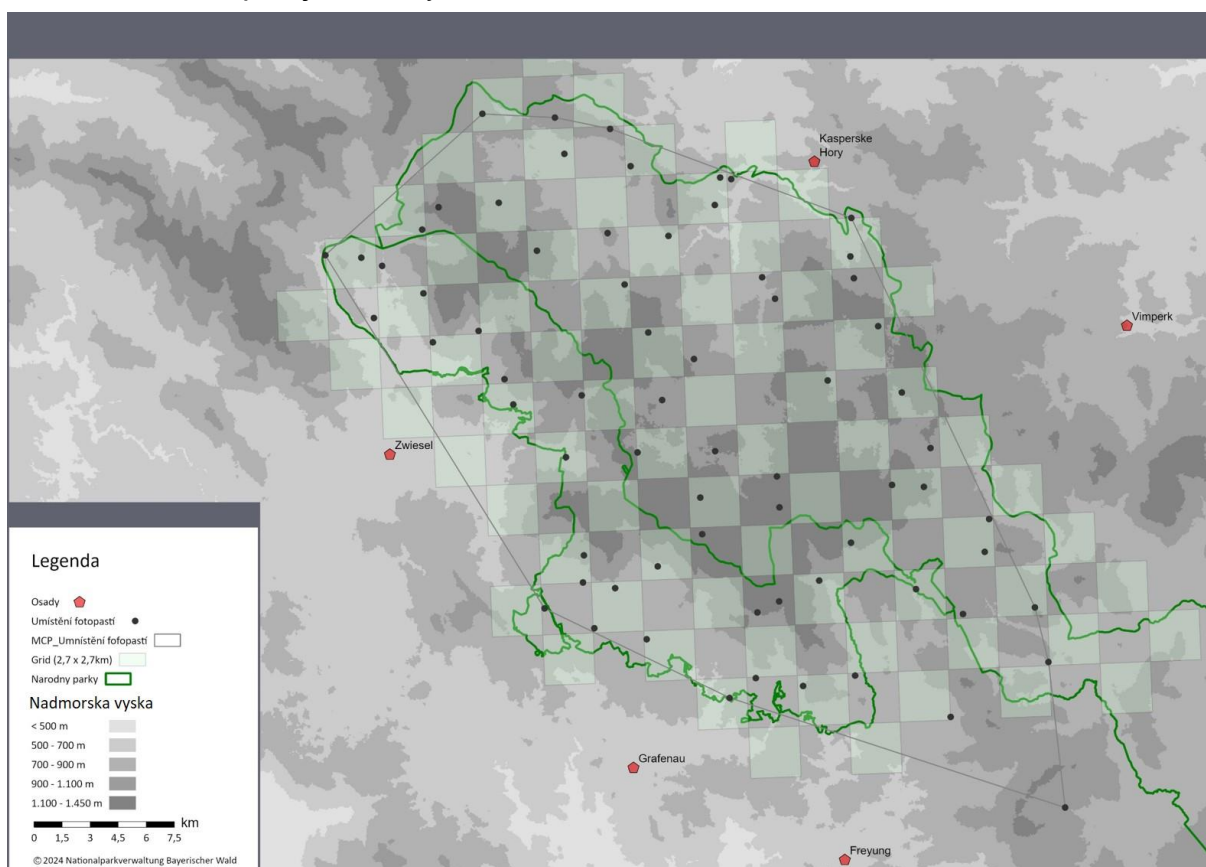 Kasperske
Hory
Vimperk
Zwiesel
Grafenau
Freyung
Legenda
Osady
Umístění fotopastí
MCP_Umnístění fofopastí
Grid (2,7 x 2,7km)
Narodny parky
Nadmorska vyska
< 500 m
500 - 700 m
700 - 900 m
900 - 1.100 m
1.100 - 1.450 m
km
0 1,5 3 4,5 6 7,5
© 2024 Nationalparkverwaltung Bayerischer Wald